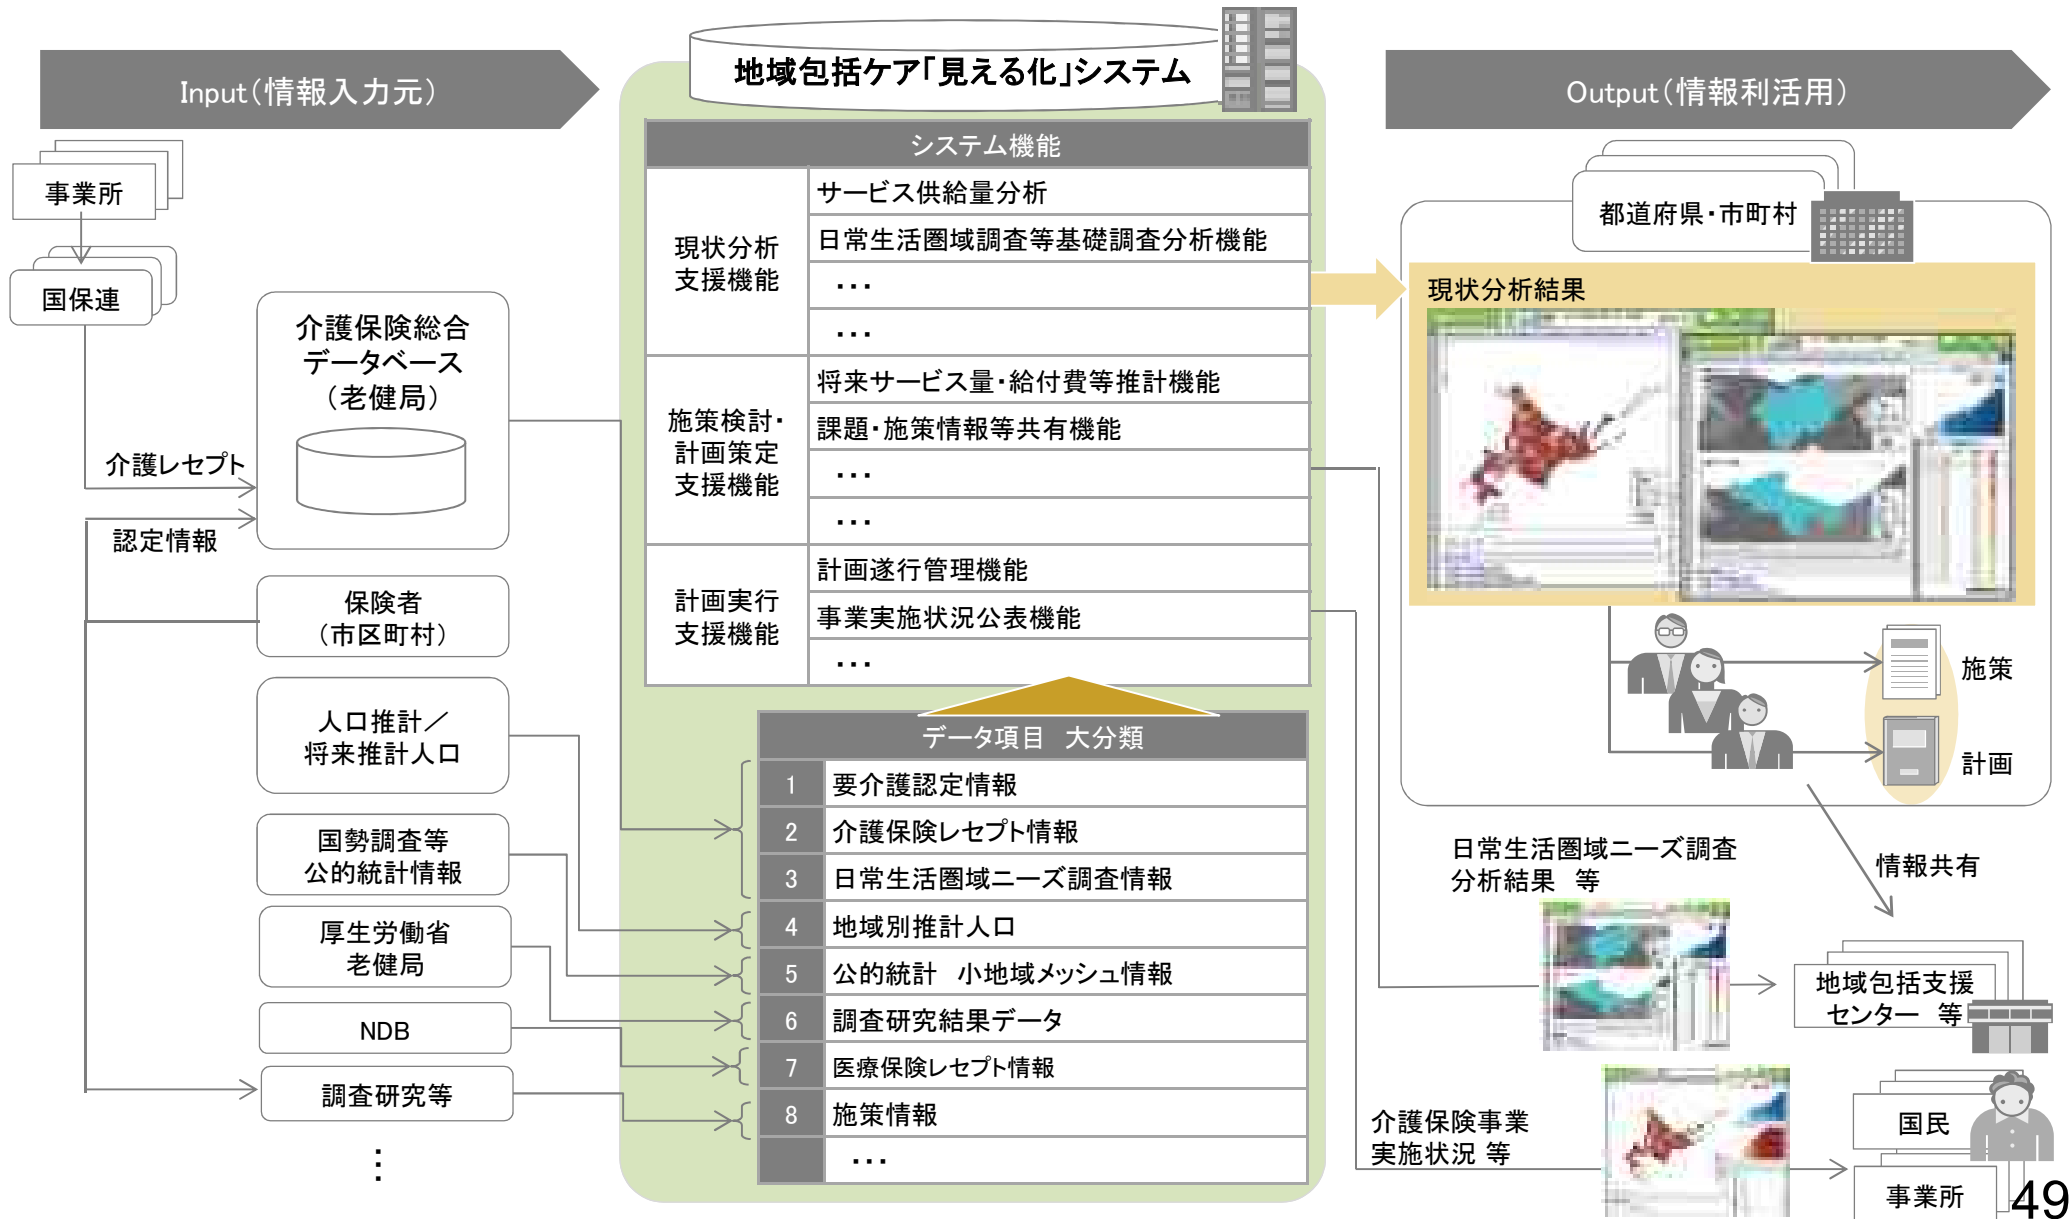 Input（情報入力元）
事業所
国保連
介護レセプト
認定情報
介護保険総合
データベース
（老健局）
保険者
（市区町村）
人口推計／
将来推計人口
国勢調査等
公的統計情報
厚生労働省
老健局
NDB
調査研究等
⋮
地域包括ケア「見える化」システム
システム機能
現状分析
支援機能
サービス供給量分析
日常生活圏域調査等基礎調査分析機能
・・・
・・・
施策検討・
計画策定
支援機能
将来サービス量・給付費等推計機能
課題・施策情報等共有機能
・・・
・・・
計画実行
支援機能
計画遂行管理機能
事業実施状況公表機能
・・・
データ項目　大分類
1 要介護認定情報
2 介護保険レセプト情報
3 日常生活圏域ニーズ調査情報
4 地域別推計人口
5 公的統計　小地域メッシュ情報
6 調査研究結果データ
7 医療保険レセプト情報
8 施策情報
・・・
Output（情報利活用）
都道府県・市町村
現状分析結果
施策
計画
日常生活圏域ニーズ調査
分析結果　等
情報共有
地域包括支援
センター　等
介護保険事業
実施状況 等
国民
事業所
49